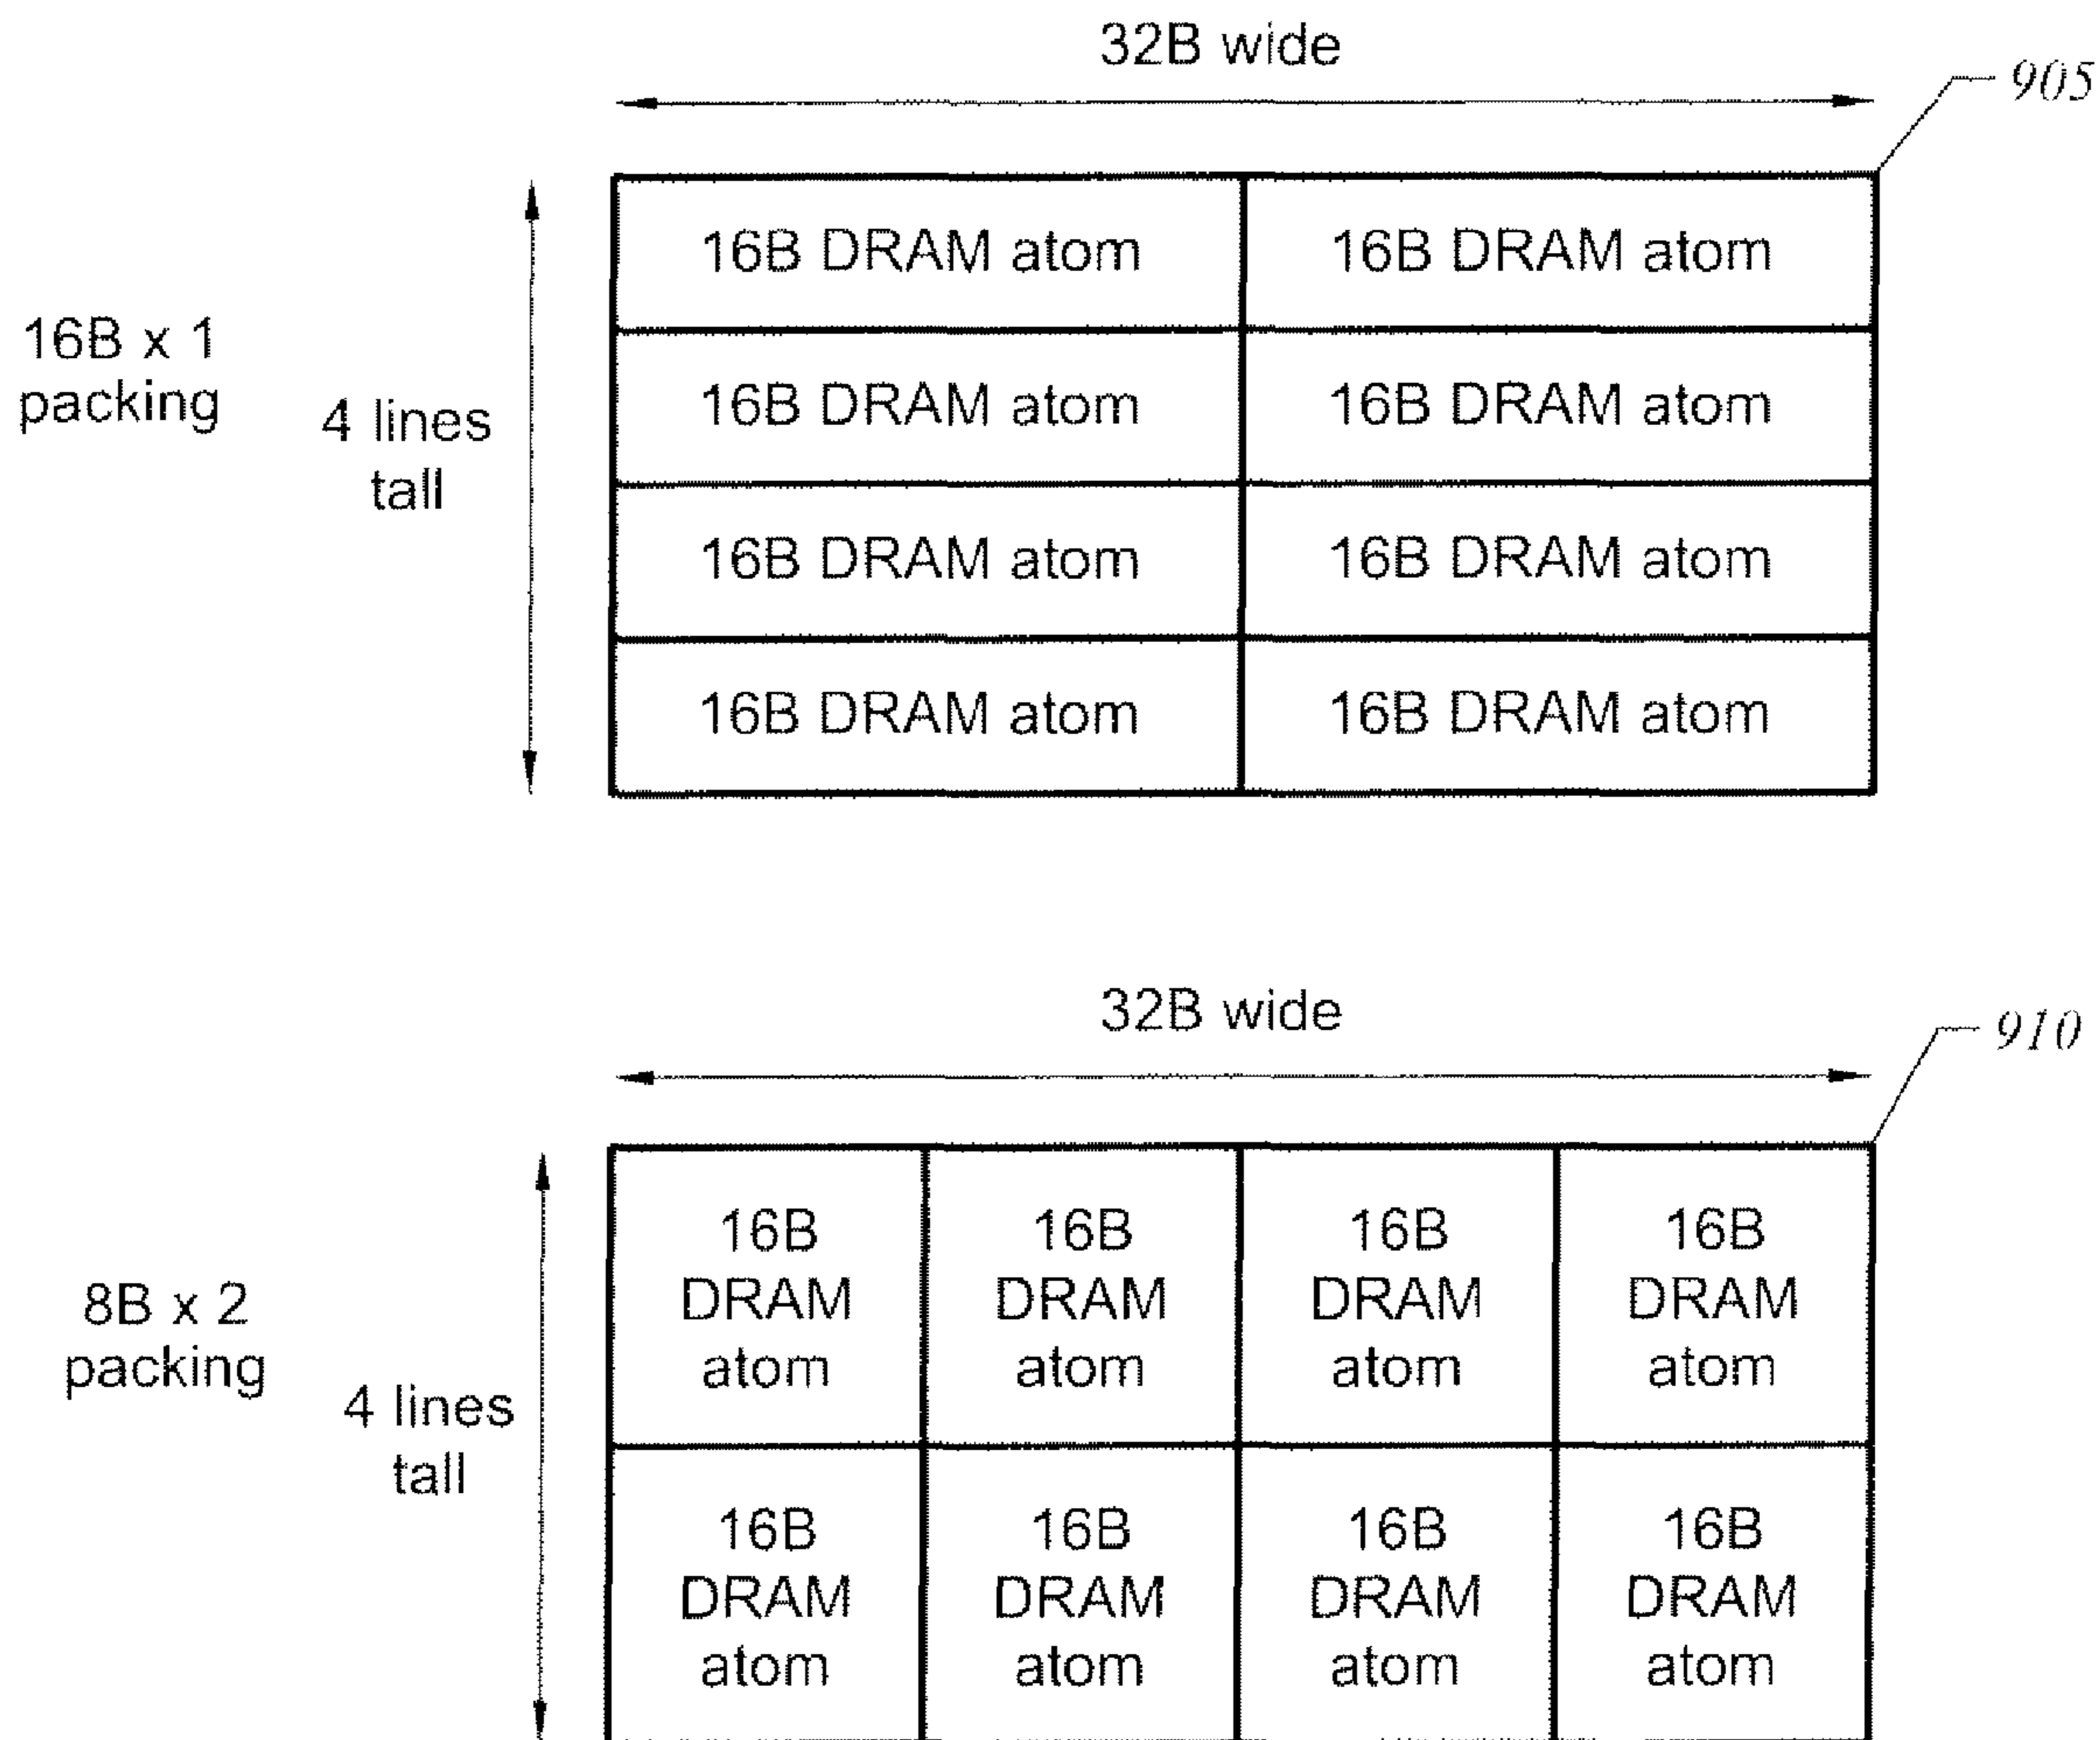 32B wide
905
16B x 1
packing
4 lines
tall
16B DRAM atom 16B DRAM atom
16B DRAM atom 16B DRAM atom
16B DRAM atom 16B DRAM atom
16B DRAM atom 16B DRAM atom
32B wide
910
8B x 2
packing
4 lines
tall
16B 16B 16B 16B
DRAM DRAM DRAM DRAM
atom atom atom atom
16B 16B 16B 16B
DRAM DRAM DRAM DRAM
atom atom atom atom